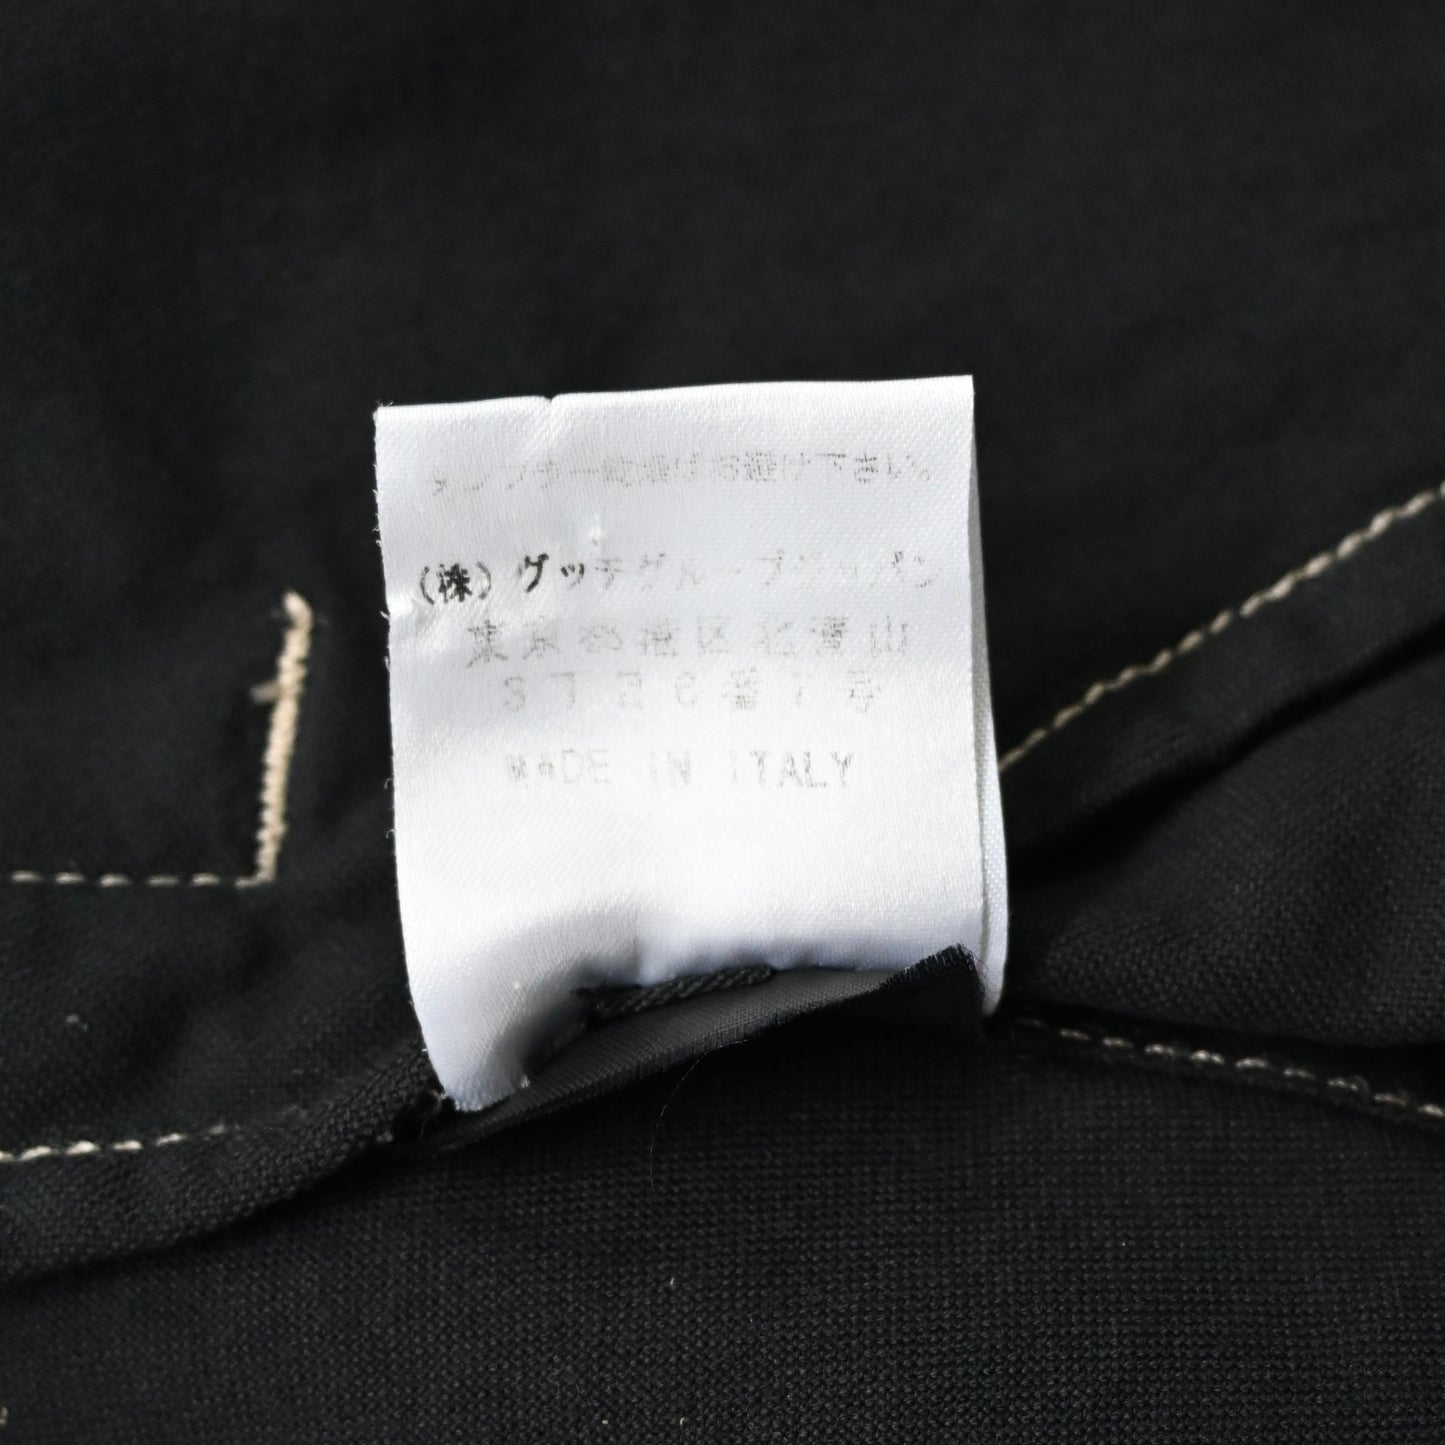 タンブラー乾燥はお避け下さい。
(株) グッチグループジャパン
東京都港区北青山
3丁目6番1号
MADE IN ITALY